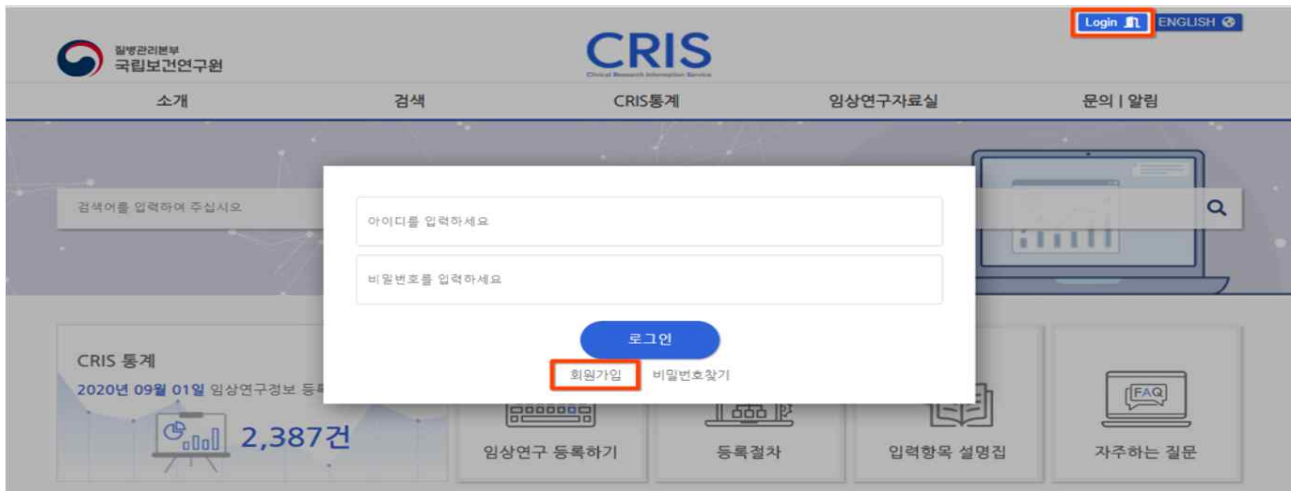 Login ENGLISH
질병관리본부
국립보건연구원
CRIS
Clinical Research Information Service
소개 검색 CRIS통계 임상연구자료실 문의 | 알림
검색어를 입력하여 주십시오
아이디를 입력하세요
비밀번호를 입력하세요
로그인
회원가입 비밀번호찾기
CRIS 통계
2020년 09월 01일 임상연구정보 등록
2,387건
임상연구 등록하기
등록절차
입력항목 설명집
FAQ
자주하는 질문